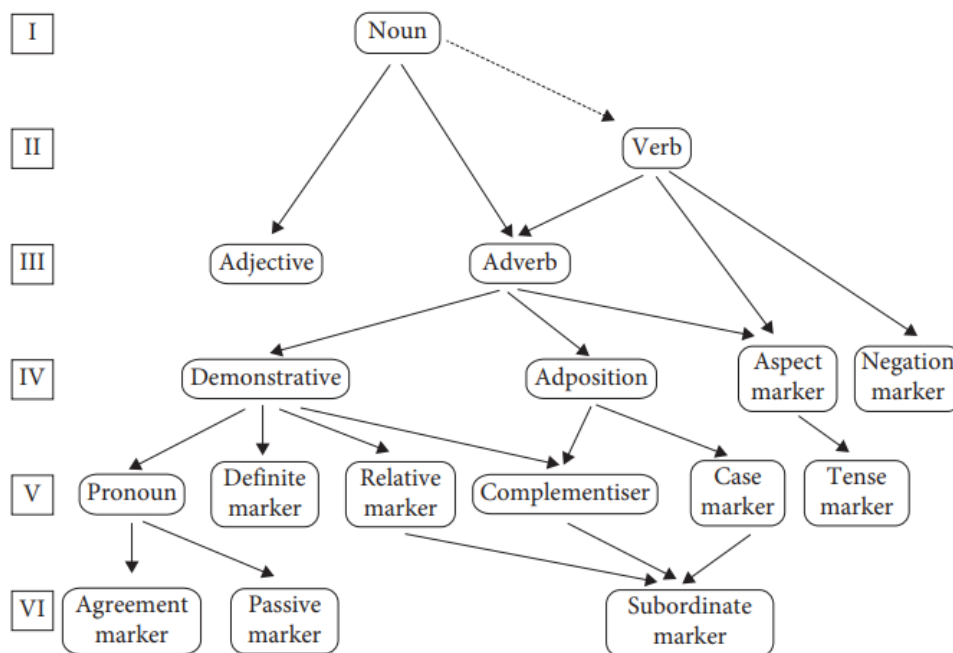 I
Noun
II
Verb
III
Adjective
Adverb
IV
Demonstrative
Adposition
Aspect
marker
Negation
marker
V
Pronoun
Definite
marker
Relative
marker
Complementiser
Case
marker
Tense
marker
VI
Agreement
marker
Passive
marker
Subordinate
marker